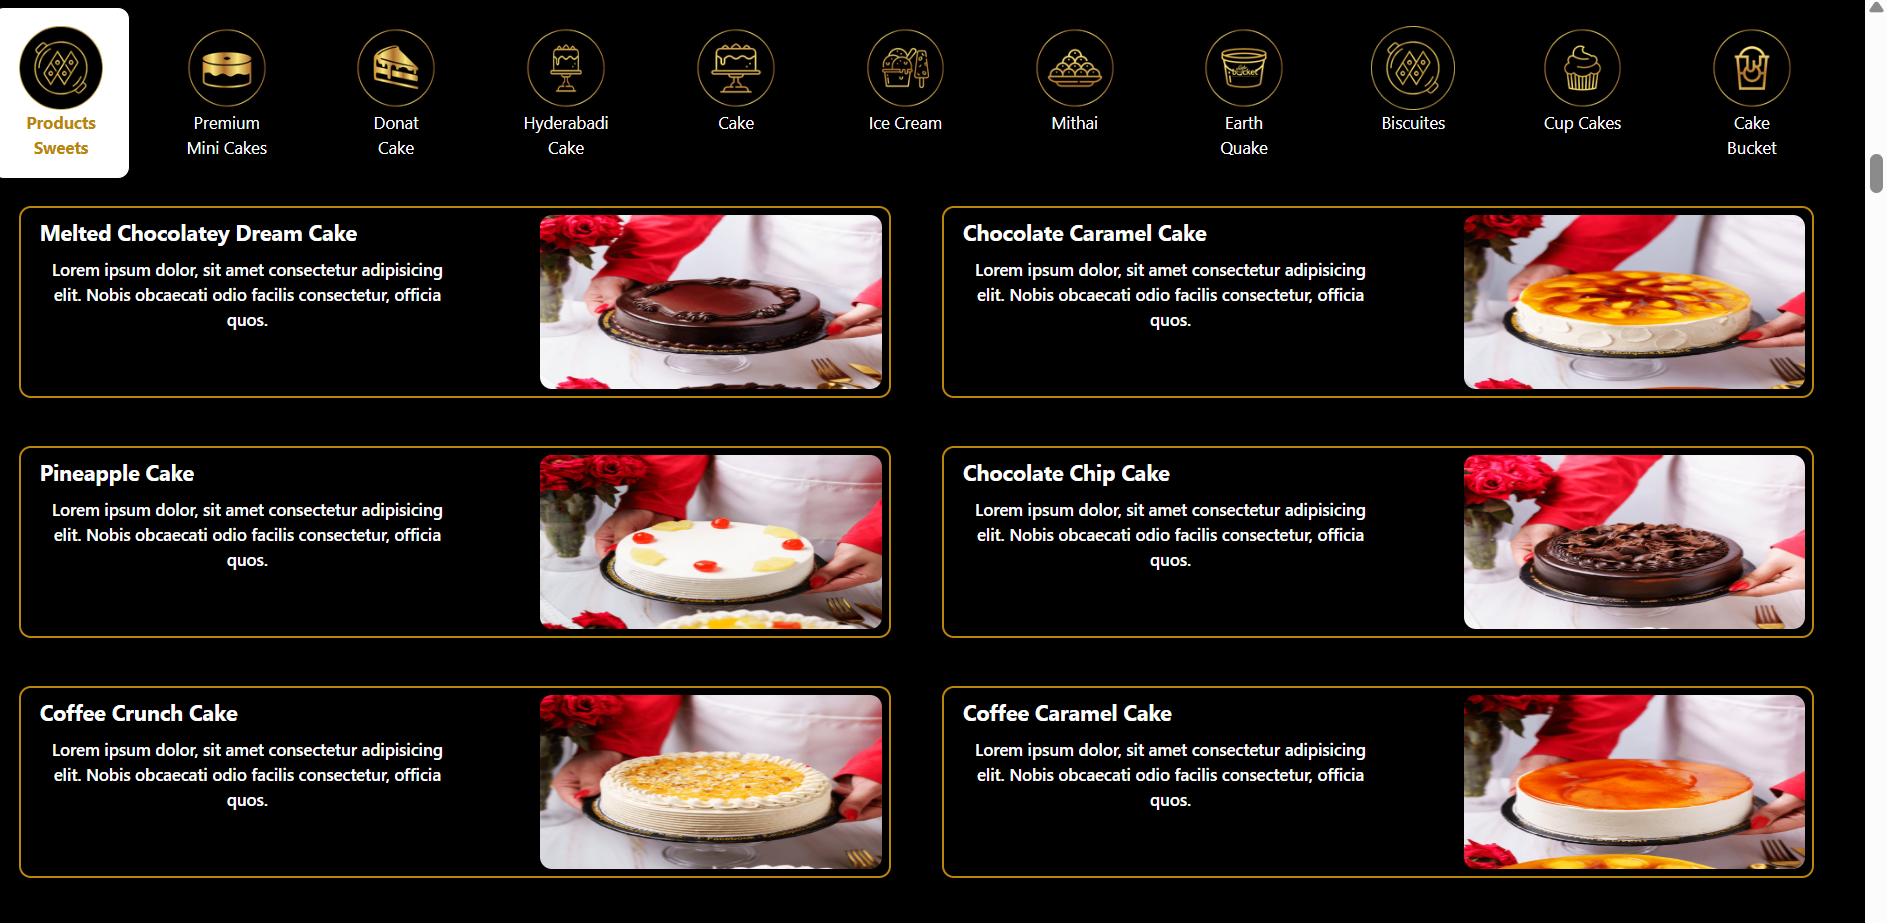 Products
Sweets
Premium
Mini Cakes
Donat
Cake
Hyderabadi
Cake
Cake
Ice Cream
Mithai
bucket
Earth
Quake
Biscuites
Cup Cakes
Cake
Bucket
Melted Chocolatey Dream Cake
Lorem ipsum dolor, sit amet consectetur adipisicing
elit. Nobis obcaecati odio facilis consectetur, officia
quos.
Chocolate Caramel Cake
Lorem ipsum dolor, sit amet consectetur adipisicing
elit. Nobis obcaecati odio facilis consectetur, officia
quos.
Pineapple Cake
Lorem ipsum dolor, sit amet consectetur adipisicing
elit. Nobis obcaecati odio facilis consectetur, officia
quos.
Chocolate Chip Cake
Lorem ipsum dolor, sit amet consectetur adipisicing
elit. Nobis obcaecati odio facilis consectetur, officia
quos.
Coffee Crunch Cake
Lorem ipsum dolor, sit amet consectetur adipisicing
elit. Nobis obcaecati odio facilis consectetur, officia
quos.
Coffee Caramel Cake
Lorem ipsum dolor, sit amet consectetur adipisicing
elit. Nobis obcaecati odio facilis consectetur, officia
quos.